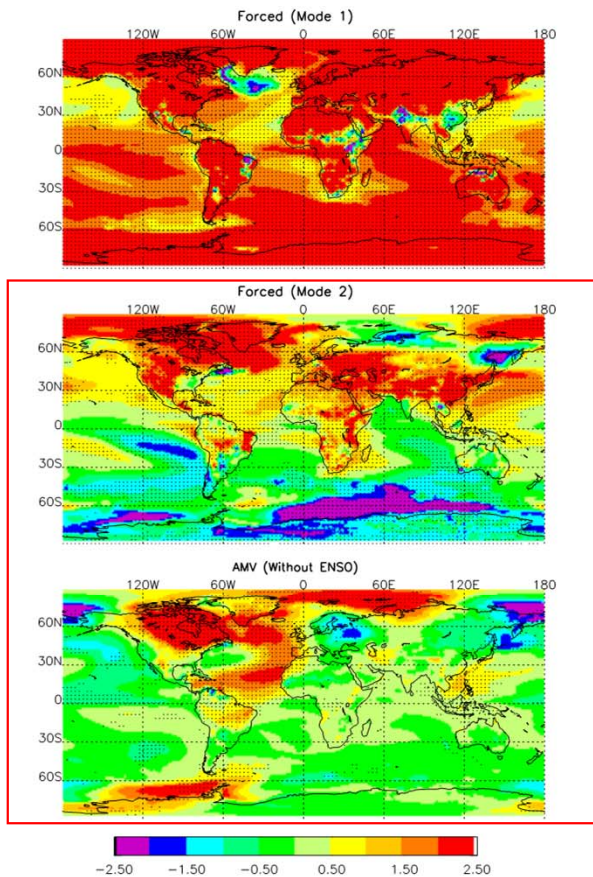 Forced (Mode 1)
120W 60W 0 60E 120E 180
60N
30N
0
30S
60S
Forced (Mode 2)
120W 60W 0 60E 120E 180
60N
30N
0
30S
60S
AMV (Without ENSO)
120W 60W 0 60E 120E 180
60N
30N
0
30S
60S
-2.50 -1.50 -0.50 0.50 1.50 2.50